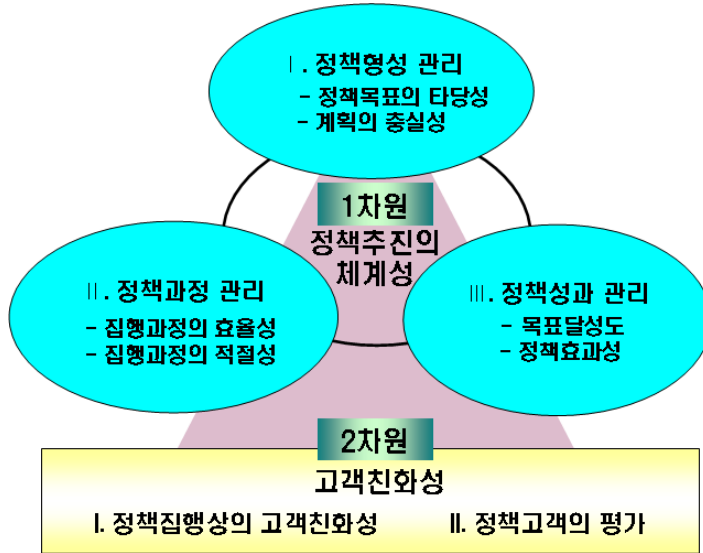 Ⅰ. 정책형성 관리
- 정책목표의 타당성
- 계획의 충실성
1차원
정책추진의
체계성
Ⅱ. 정책과정 관리
- 집행과정의 효율성
- 집행과정의 적절성
Ⅲ. 정책성과 관리
- 목표달성도
- 정책효과성
2차원
고객친화성
Ⅰ. 정책집행상의 고객친화성
Ⅱ. 정책고객의 평가